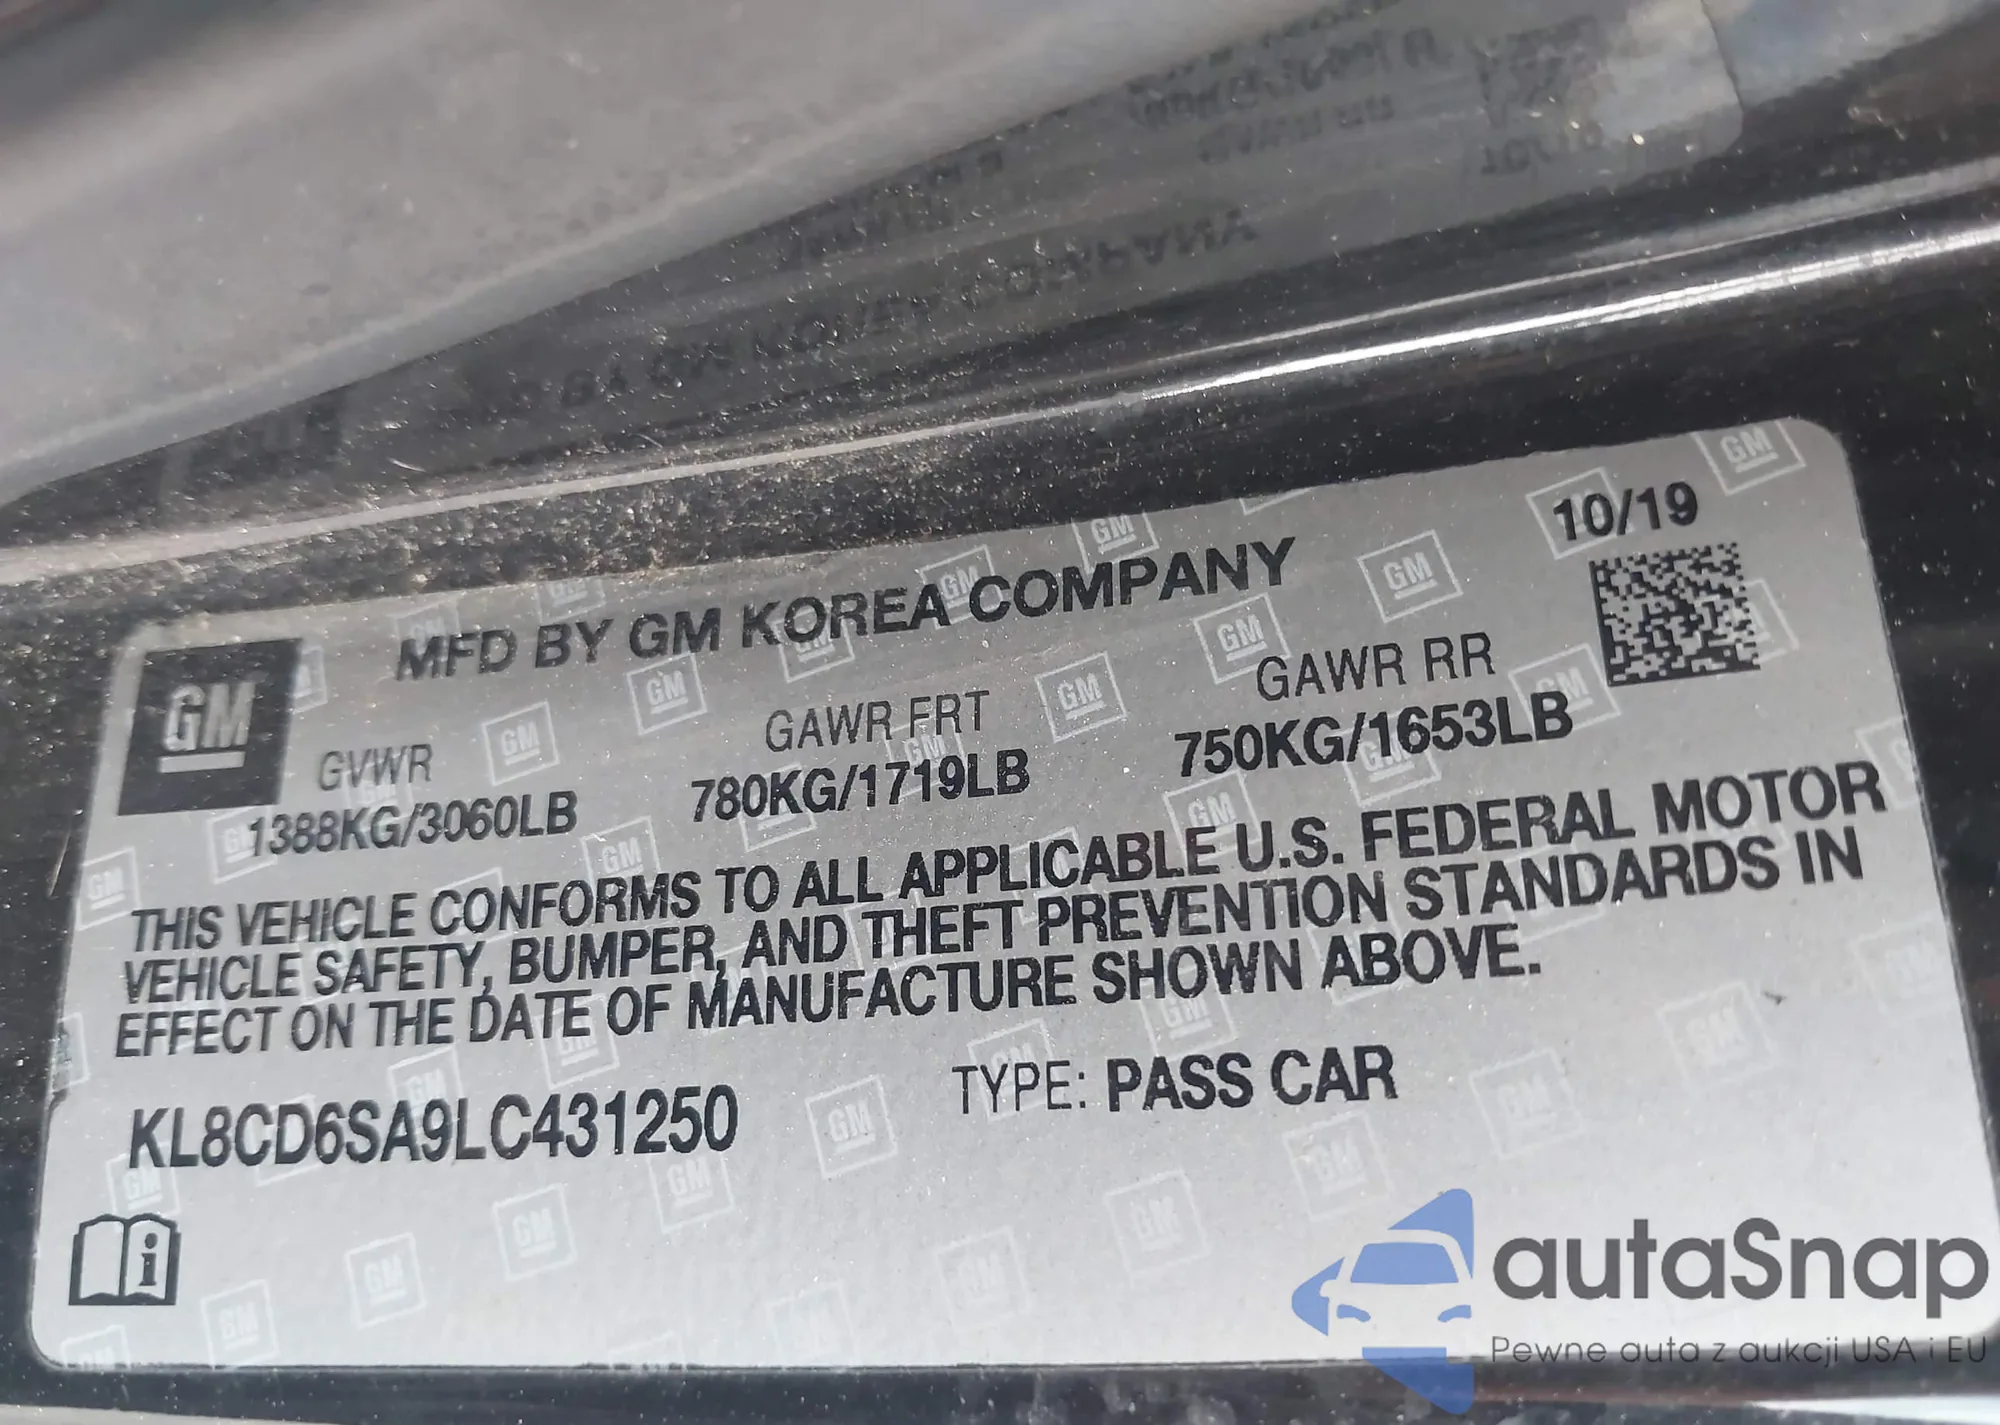 10/19
MFD BY GM KOREA COMPANY
GM
GVWR GAWR FRT GAWR RR
1388KG/3060LB 780KG/1719LB 750KG/1653LB
THIS VEHICLE CONFORMS TO ALL APPLICABLE U.S. FEDERAL MOTOR
VEHICLE SAFETY, BUMPER, AND THEFT PREVENTION STANDARDS IN
EFFECT ON THE DATE OF MANUFACTURE SHOWN ABOVE.
KL8CD6SA9LC431250 TYPE: PASS CAR
i
autaSnap
Pewne auta z aukcji USA i EU